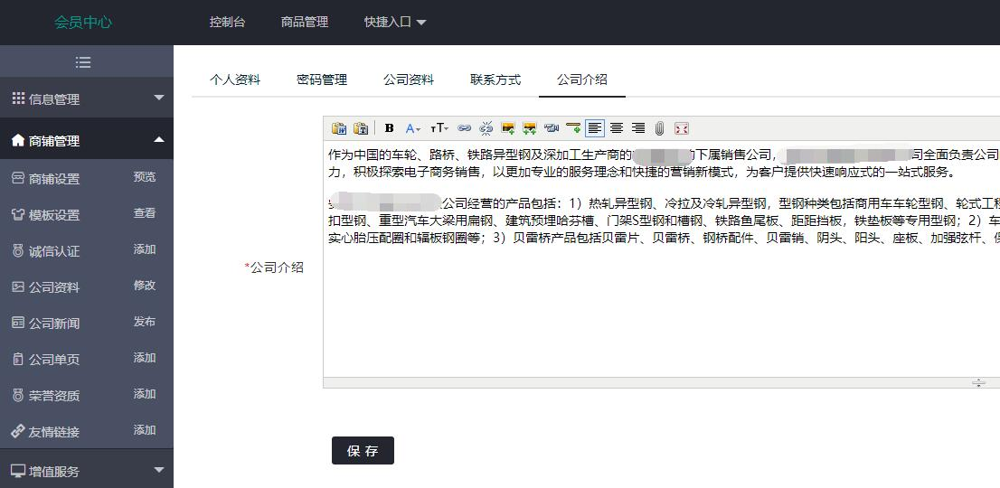 会员中心 控制台 商品管理 快捷入口
个人资料 密码管理 公司资料 联系方式 公司介绍
信息管理
商铺管理
商铺设置 预览
模板设置 查看
诚信认证 添加
公司资料 修改
公司新闻 发布
公司单页 添加
荣誉资质 添加
友情链接 添加
增值服务
B A TT
作为中国的车轮、路桥、铁路异型钢及深加工生产商的 下属销售公司, 司全面负责公司
力，积极探索电子商务销售，以更加专业的服务理念和快捷的营销新模式，为客户提供快速响应式的一站式服务。
公司经营的产品包括：1）热轧异型钢、冷拉及冷轧异型钢，型钢种类包括商用车车轮型钢、轮式工程
扣型钢、重型汽车大梁用扁钢、建筑预埋哈芬槽、门架S型钢和槽钢、铁路鱼尾板、距距挡板，铁垫板等专用型钢；2）车
实心胎压配圈和辐板钢圈等；3）贝雷桥产品包括贝雷片、贝雷桥、钢桥配件、贝雷销、阴头、阳头、座板、加强弦杆、
*公司介绍
保存